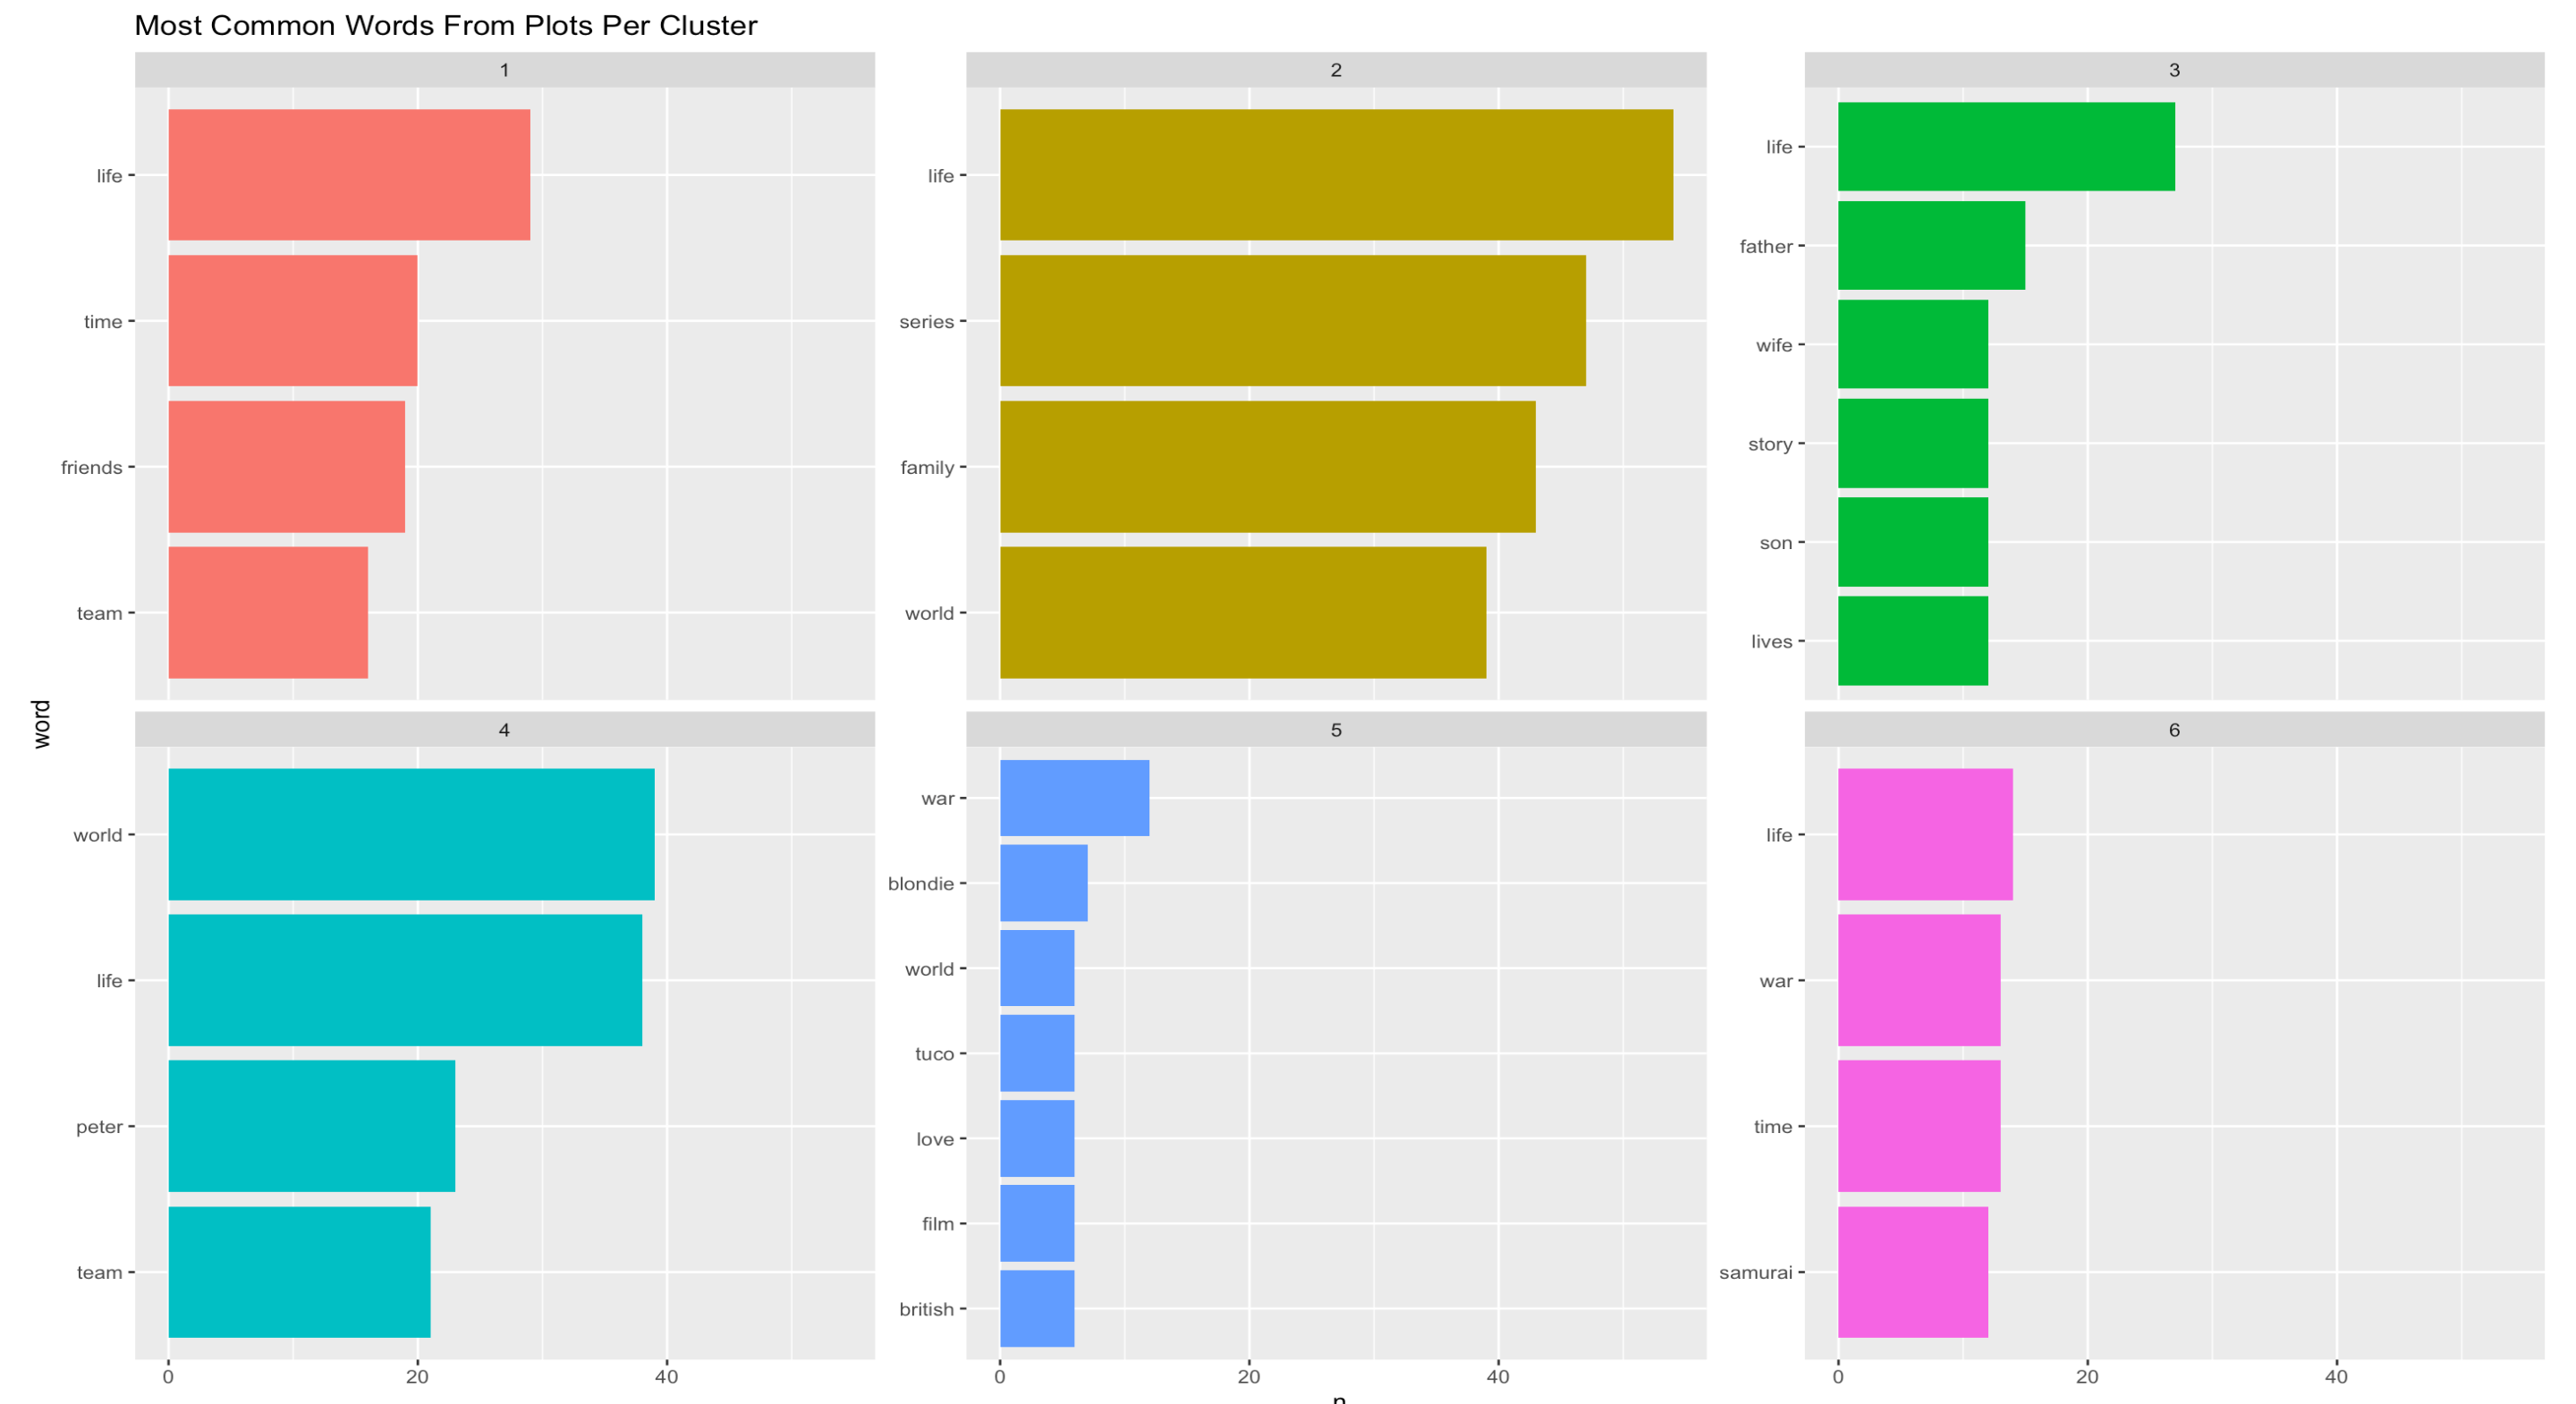 Most Common Words From Plots Per Cluster
1
life
time
friends
team
2
life
series
family
world
3
life
father
wife
story
son
lives
word
4
world
life
peter
team
0 20 40
5
war
blondie
world
tuco
love
film
british
0 20 40
6
life
war
time
samurai
0 20 40
n